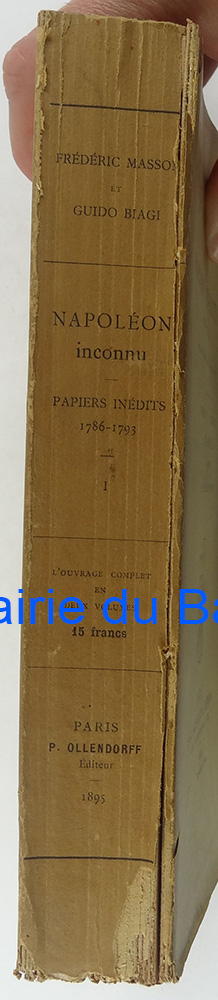 FRÉDÉRIC MASSON
ET
GUIDO BIAGI
NAPOLÉON
inconnu
PAPIERS INÉDITS
1786-1793
I
L'OUVRAGE COMPLET
EN
DEUX VOLUMES
airie du Ba
15 francs
PARIS
P. OLLENDORFF
Éditeur
1895